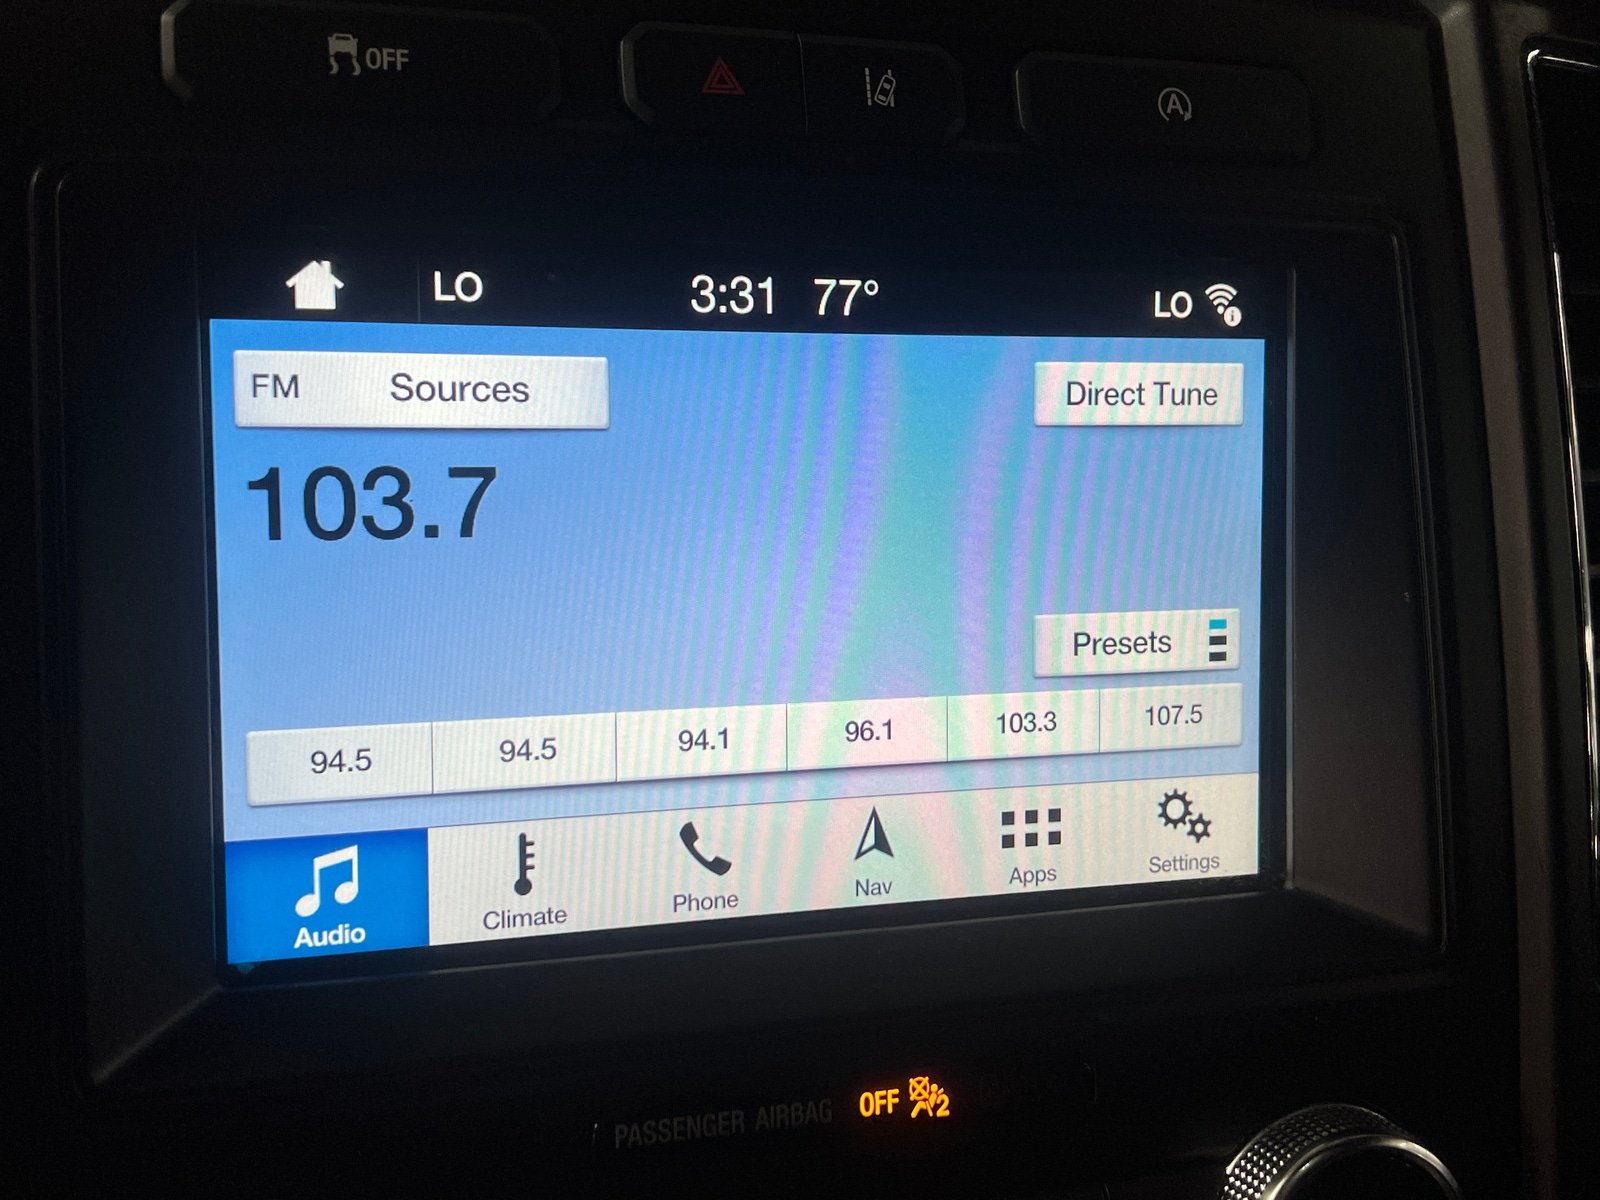 OFF
A
LO 3:31 77° LO
FM Sources Direct Tune
103.7
Presets
94.5 94.5 94.1 96.1 103.3 107.5
Audio Climate Phone Nav Apps Settings
PASSENGER AIRBAG OFF 2